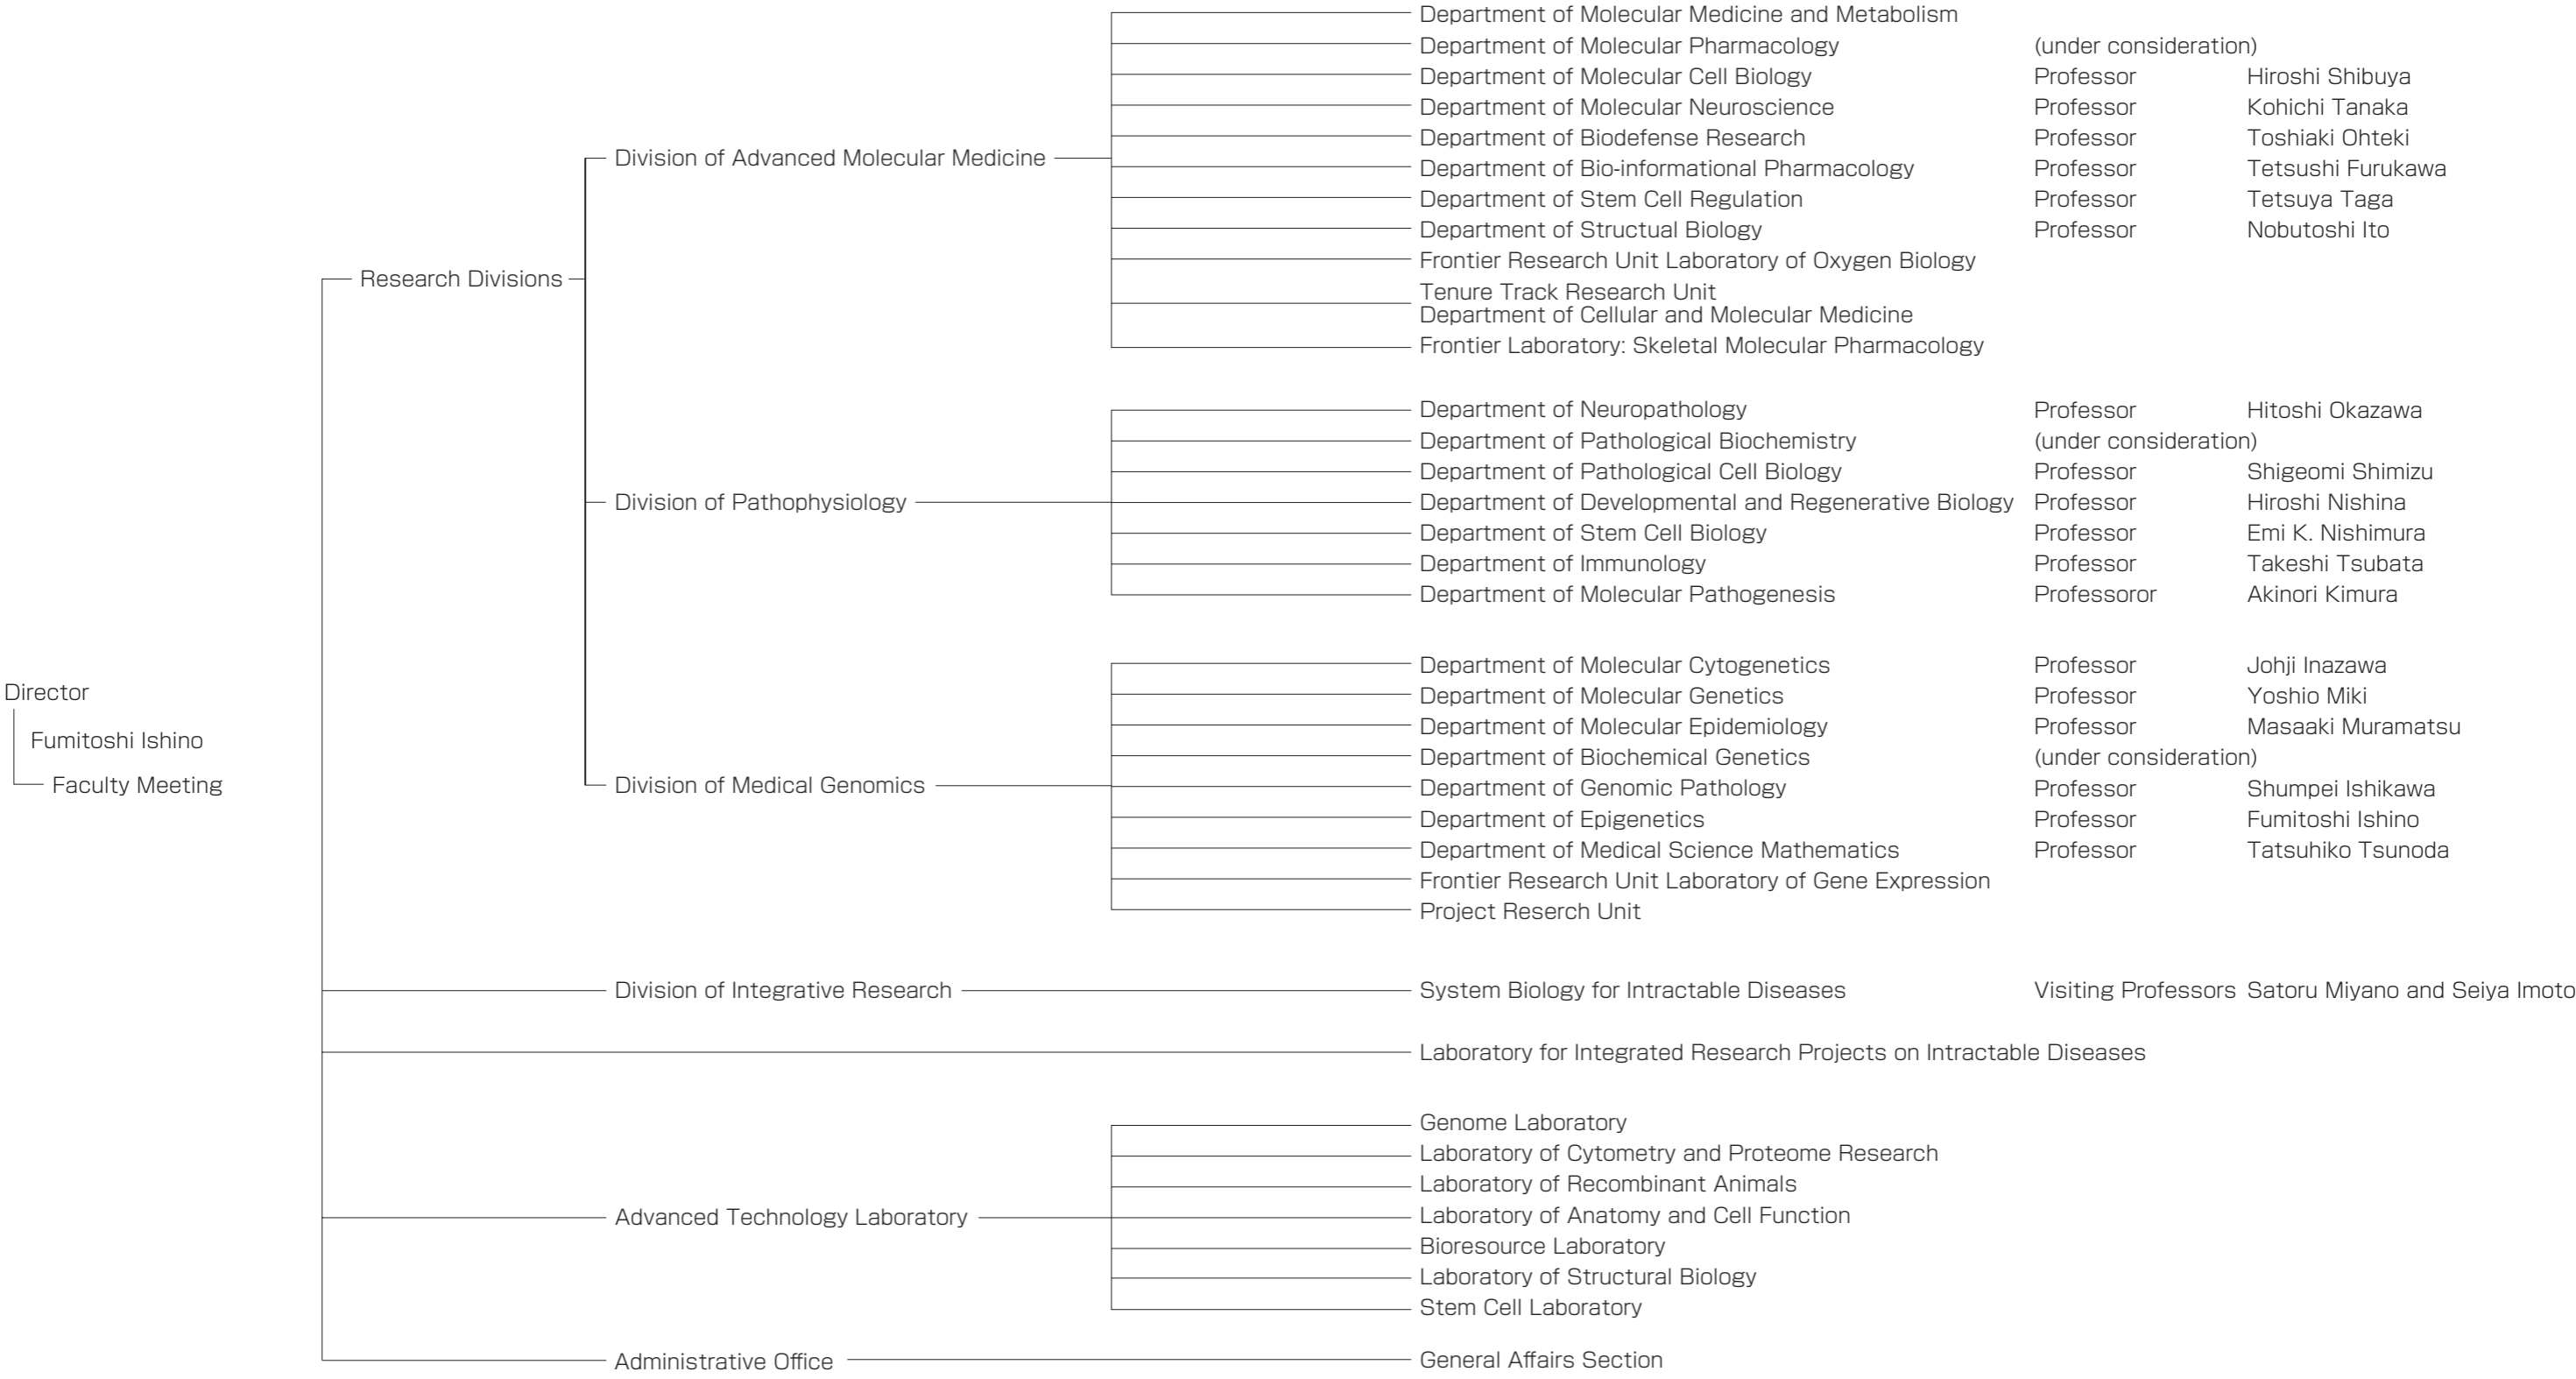 Director
Fumitoshi Ishino
Faculty Meeting
Research Divisions
Division of Advanced Molecular Medicine
Department of Molecular Medicine and Metabolism
Department of Molecular Pharmacology (under consideration)
Department of Molecular Cell Biology Professor Hiroshi Shibuya
Department of Molecular Neuroscience Professor Kohichi Tanaka
Department of Biodefense Research Professor Toshiaki Ohteki
Department of Bio-informational Pharmacology Professor Tetsushi Furukawa
Department of Stem Cell Regulation Professor Tetsuya Taga
Department of Structual Biology Professor Nobutoshi Ito
Frontier Research Unit Laboratory of Oxygen Biology
Tenure Track Research Unit
Department of Cellular and Molecular Medicine
Frontier Laboratory: Skeletal Molecular Pharmacology
Division of Pathophysiology
Department of Neuropathology Professor Hitoshi Okazawa
Department of Pathological Biochemistry (under consideration)
Department of Pathological Cell Biology Professor Shigeomi Shimizu
Department of Developmental and Regenerative Biology Professor Hiroshi Nishina
Department of Stem Cell Biology Professor Emi K. Nishimura
Department of Immunology Professor Takeshi Tsubata
Department of Molecular Pathogenesis Professoror Akinori Kimura
Division of Medical Genomics
Department of Molecular Cytogenetics Professor Johji Inazawa
Department of Molecular Genetics Professor Yoshio Miki
Department of Molecular Epidemiology Professor Masaaki Muramatsu
Department of Biochemical Genetics (under consideration)
Department of Genomic Pathology Professor Shumpei Ishikawa
Department of Epigenetics Professor Fumitoshi Ishino
Department of Medical Science Mathematics Professor Tatsuhiko Tsunoda
Frontier Research Unit Laboratory of Gene Expression
Project Reserch Unit
Division of Integrative Research System Biology for Intractable Diseases Visiting Professors Satoru Miyano and Seiya Imoto
Laboratory for Integrated Research Projects on Intractable Diseases
Advanced Technology Laboratory
Genome Laboratory
Laboratory of Cytometry and Proteome Research
Laboratory of Recombinant Animals
Laboratory of Anatomy and Cell Function
Bioresource Laboratory
Laboratory of Structural Biology
Stem Cell Laboratory
Administrative Office General Affairs Section